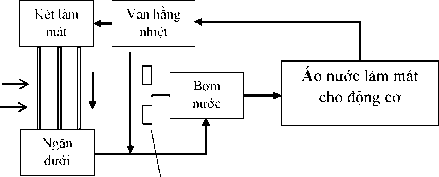 Két làm
mát
Van hằng
nhiệt
Bơm
nước
Áo nước làm mát
cho động cơ
Ngăn
dưới